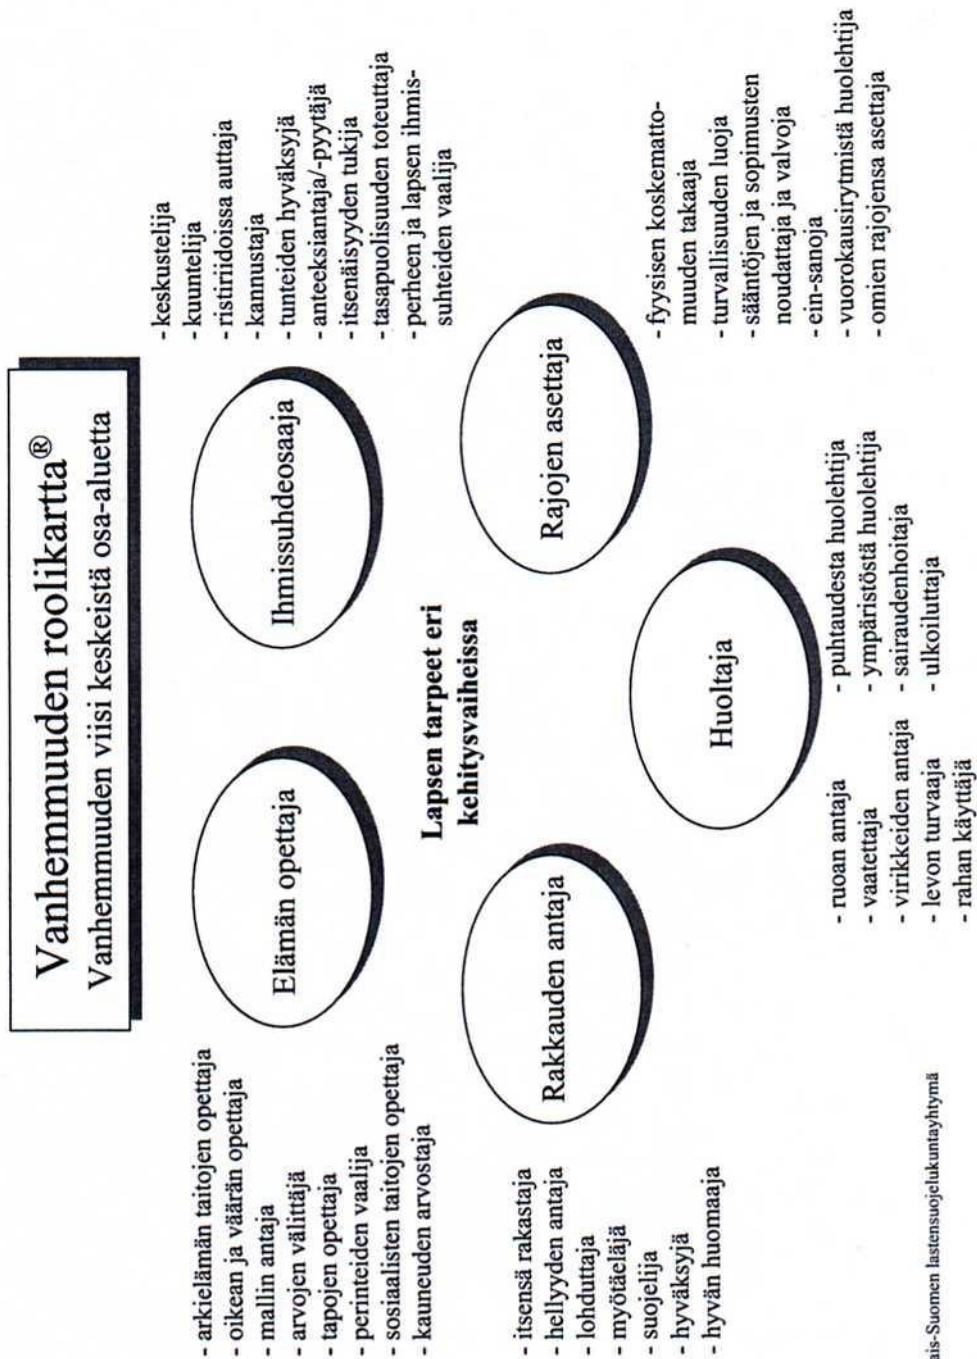 Vanhemmuuden roolikartta®
Vanhemmuuden viisi keskeistä osa-aluetta
- arkielämän taitojen opettaja
- oikean ja väärän opettaja
- mallin antaja
- arvojen välittäjä
- tapojen opettaja
- perinteiden vaalija
- sosiaalisten taitojen opettaja
- kauneuden arvostaja
Elämän opettaja
Ihmissuhdeosaaja
- keskustelija
- kuuntelija
- ristiriidoissa auttaja
- kannustaja
- tunteiden hyväksyjä
- anteeksiantaja/-pyytäjä
- itsenäisyyden tukija
- tasapuolisuuden toteuttaja
- perheen ja lapsen ihmis-
suhteiden vaalija
Lapsen tarpeet eri
kehitysvaiheissa
- itsensä rakastaja
- hellyyden antaja
- lohduttaja
- myötäeläjä
- suojelija
- hyväksyjä
- hyvän huomaaja
Rakkauden antaja
Rajojen asettaja
- fyysisen koskematto-
muuden takaaja
- turvallisuuden luoja
- sääntöjen ja sopimusten
noudattaja ja valvoja
- ein-sanoja
- vuorokausirytmistä huolehtija
- omien rajojensa asettaja
Huoltaja
- ruoan antaja
- vaatettaja
- virikkeiden antaja
- levon turvaaja
- rahan käyttäjä
- puhtaudesta huolehtija
- ympäristöstä huolehtija
- sairaudenhoitaja
- ulkoiluttaja
ais-Suomen lastensuojelukuntayhtymä